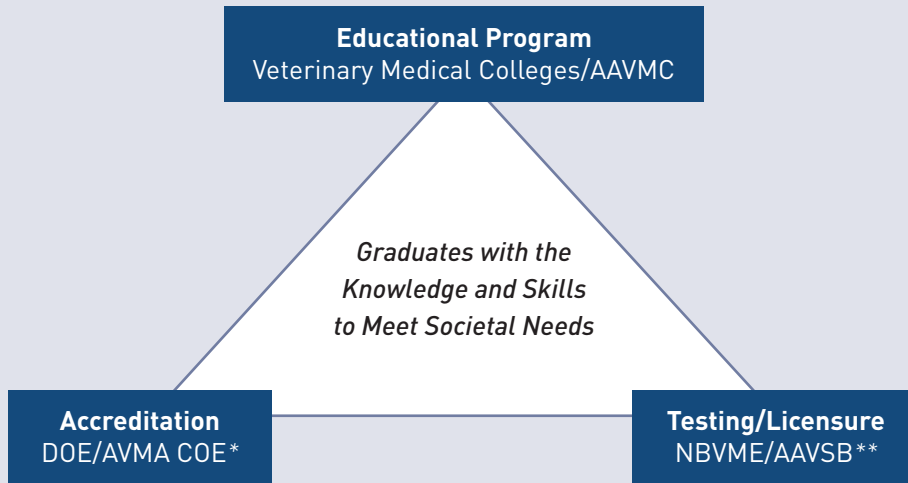 Educational Program
Veterinary Medical Colleges/AAVMC
Graduates with the
Knowledge and Skills
to Meet Societal Needs
Accreditation
DOE/AVMA COE*
Testing/Licensure
NBVME/AAVSB**